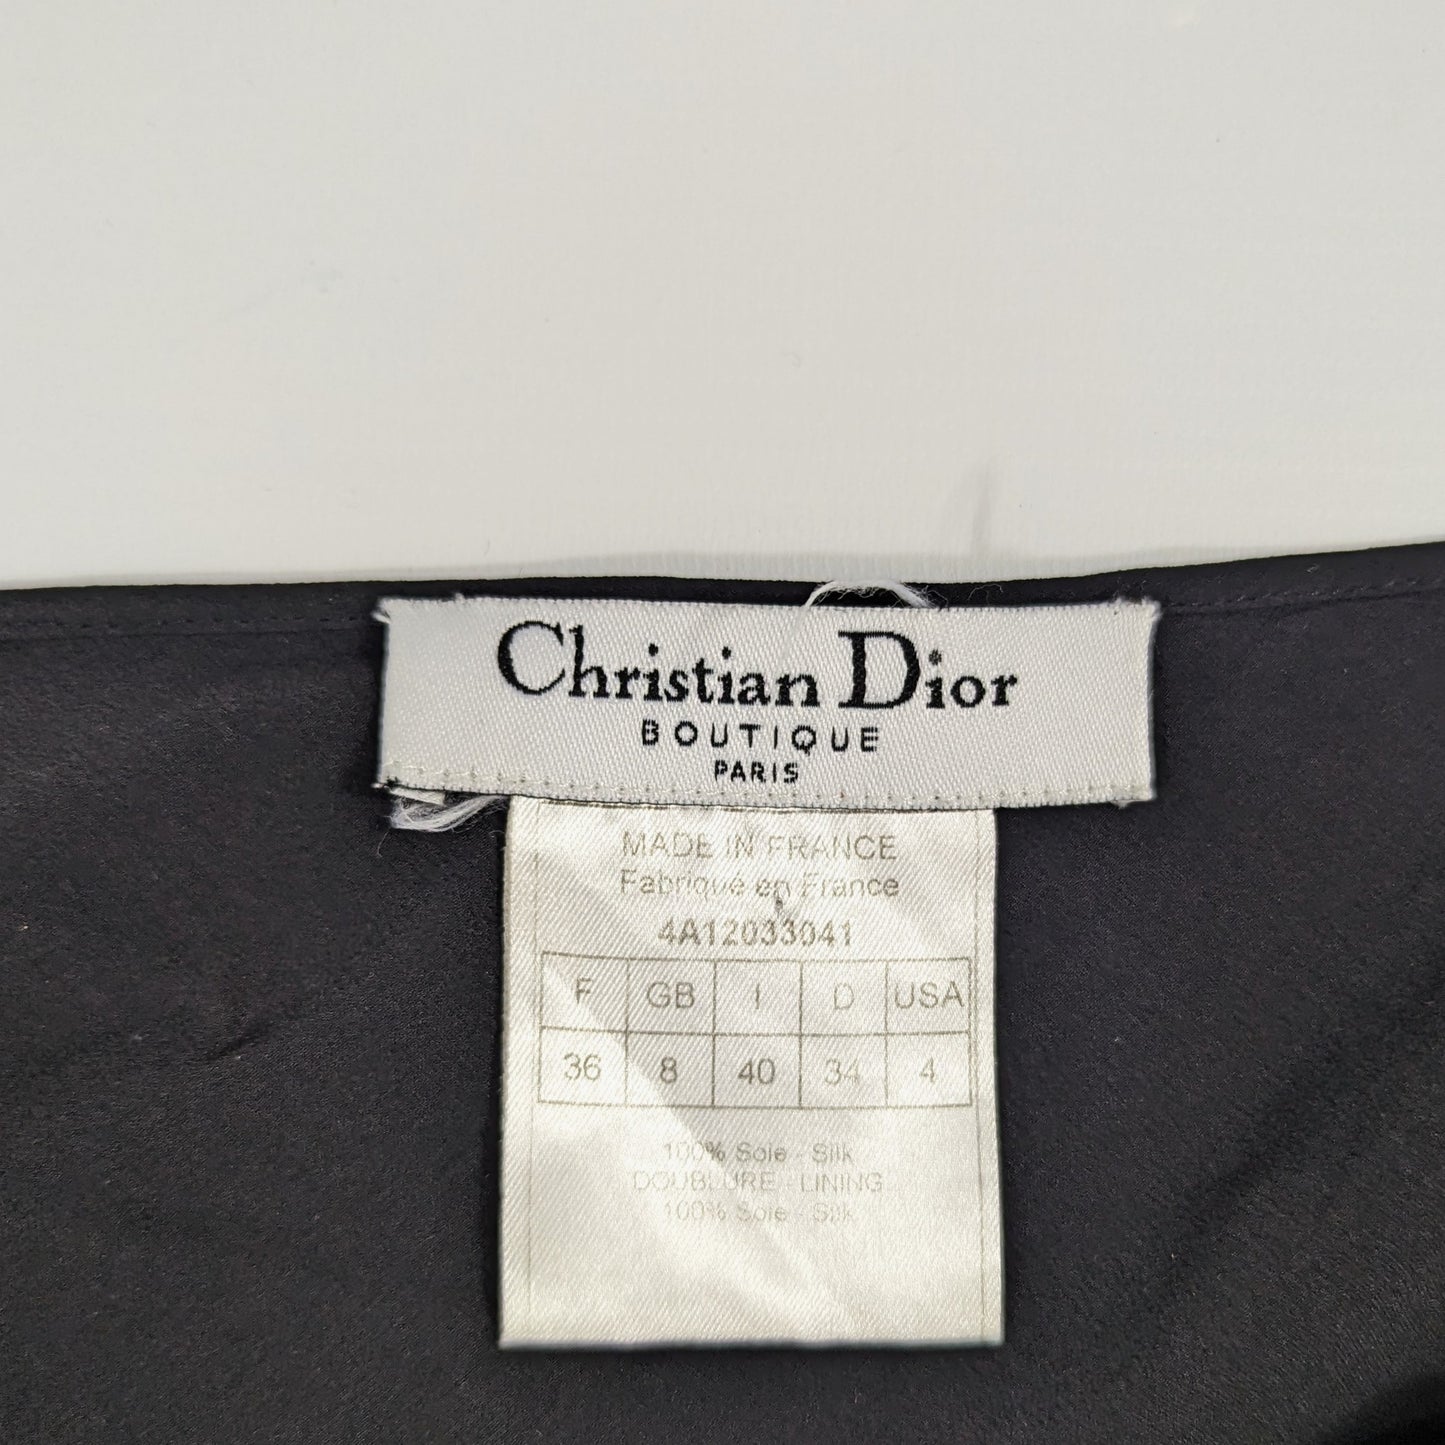 Christian Dior
BOUTIQUE
PARIS
MADE IN FRANCE
Fabriqué en France
4A12033041
F GB I D USA
36 8 40 34 4
100% Soie - Silk
DOUBLURE - LINING
100% Soie - Silk